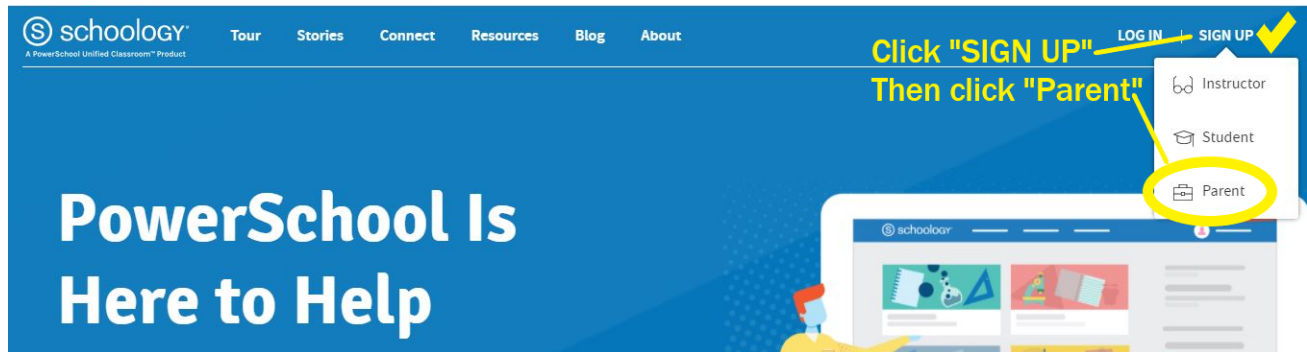 schoology
A PowerSchool Unified Classroom™ Product
Tour
Stories
Connect
Resources
Blog
About
LOG IN | SIGN UP
Click "SIGN UP"
Then click "Parent"
Instructor
Student
Parent
PowerSchool Is
Here to Help
schoology